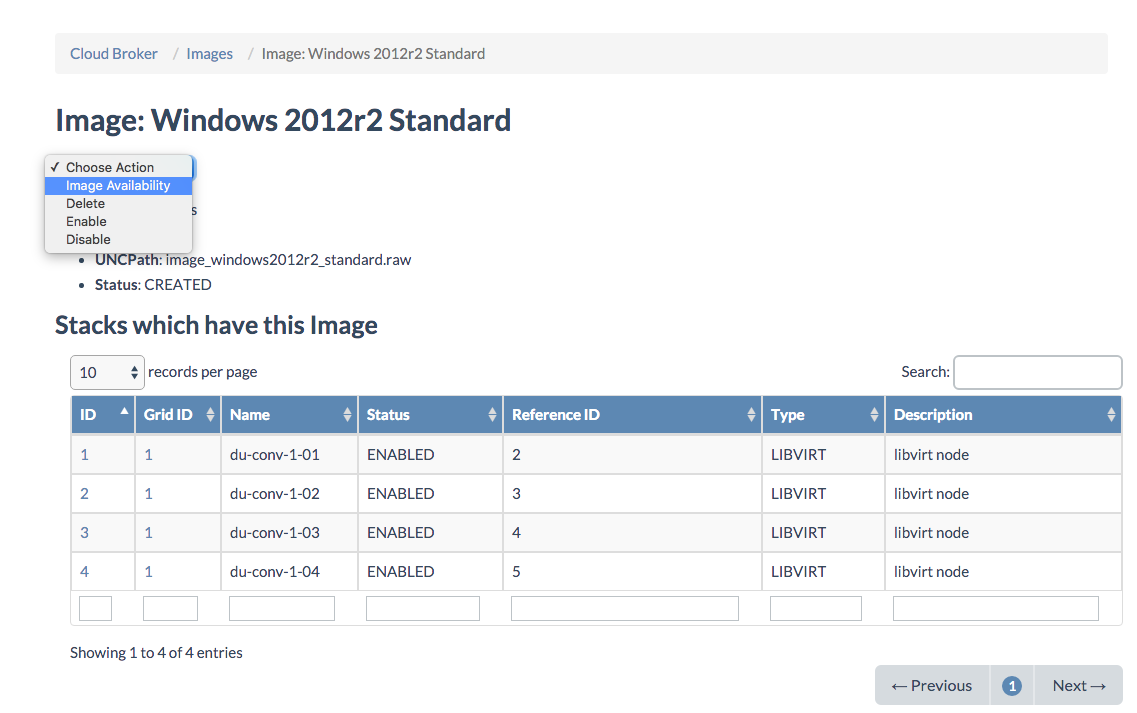 Cloud Broker / Images / Image: Windows 2012r2 Standard
Image: Windows 2012r2 Standard
✓ Choose Action
Image Availability
Delete
s
Enable
Disable
• UNCPath: image_windows2012r2_standard.raw
• Status: CREATED
Stacks which have this Image
10 records per page Search:
ID Grid ID Name Status Reference ID Type Description
1 1 du-conv-1-01 ENABLED 2 LIBVIRT libvirt node
2 1 du-conv-1-02 ENABLED 3 LIBVIRT libvirt node
3 1 du-conv-1-03 ENABLED 4 LIBVIRT libvirt node
4 1 du-conv-1-04 ENABLED 5 LIBVIRT libvirt node
Showing 1 to 4 of 4 entries
← Previous 1 Next →